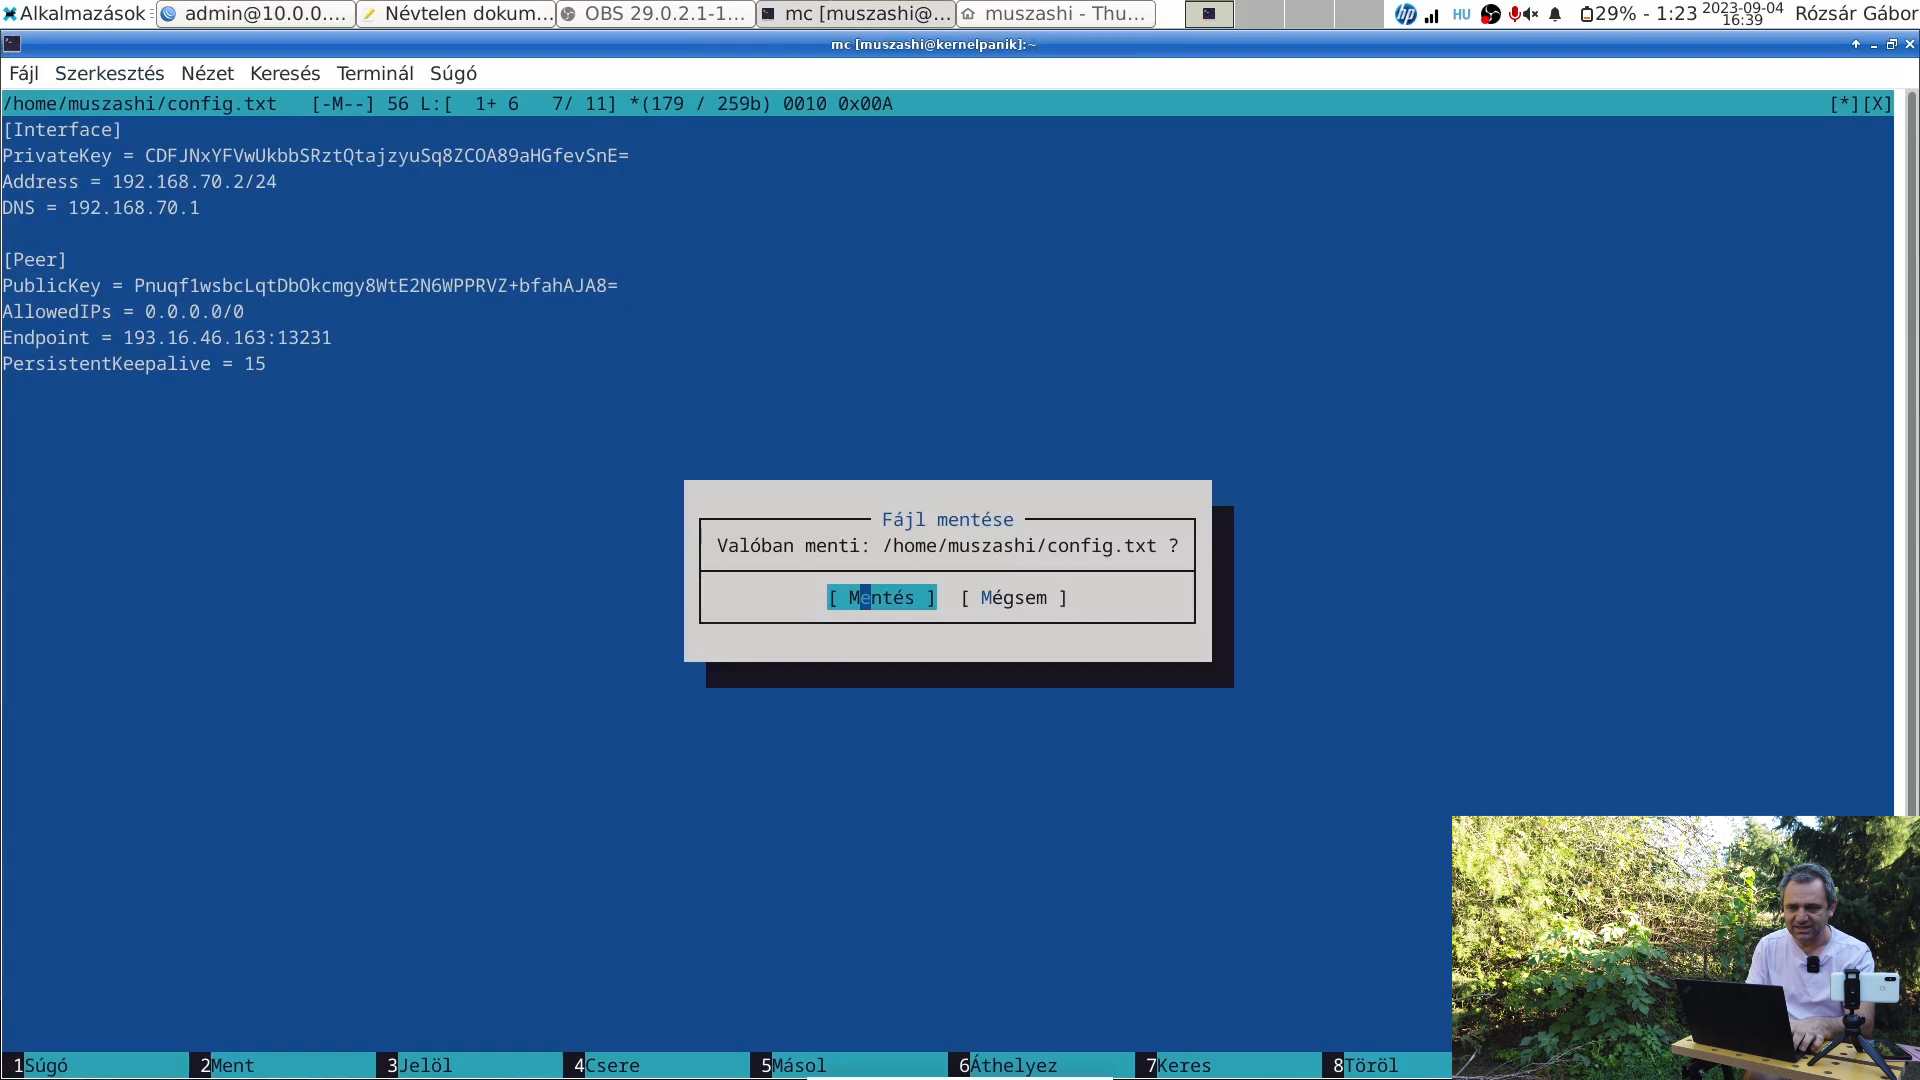 Alkalmazások
admin@10.0.0....
Névtelen dokum...
OBS 29.0.2.1-1...
mc [muszashi@...
muszashi - Thu...
HU
29% - 1:23
2023-09-04
16:39
Rózsár Gábor
mc [muszashi@kernelpanik]:~
Fájl Szerkesztés Nézet Keresés Terminál Súgó
/home/muszashi/config.txt [-M--] 56 L:[ 1+ 6 7/ 11] *(179 / 259b) 0010 0x00A [*][X]
[Interface]
PrivateKey = CDFJNxYFVwUkbbSRztQtajzyuSq8ZCOA89aHGfevSnE=
Address = 192.168.70.2/24
DNS = 192.168.70.1
[Peer]
PublicKey = Pnuqf1wsbcLqtDbOkcmgy8WtE2N6WPPRVZ+bfahAJA8=
AllowedIPs = 0.0.0.0/0
Endpoint = 193.16.46.163:13231
PersistentKeepalive = 15
Fájl mentése
Valóban menti: /home/muszashi/config.txt ?
[ Mentés ] [ Mégsem ]
1Súgó 2Ment 3Jelöl 4Csere 5Másol 6Áthelyez 7Keres 8Töröl